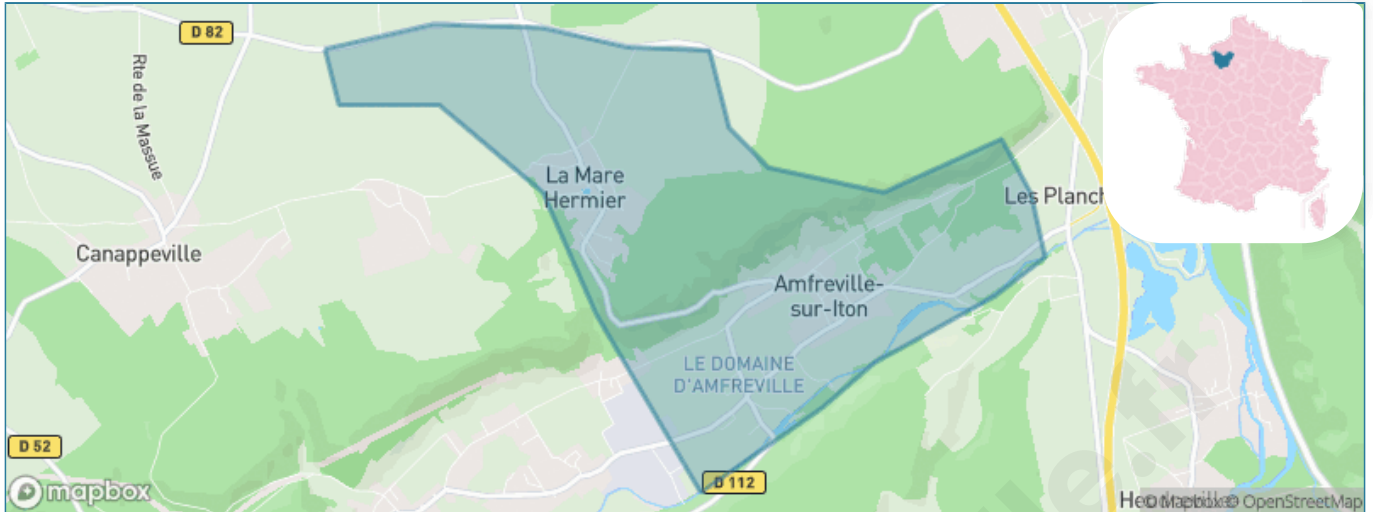 D 82
Rte de la Massue
La Mare
Hermier
Les Planch
Canappeville
Amfreville-
sur-Iton
LE DOMAINE
D'AMFREVILLE
D 52
D 112
mapbox
© Mapbox © OpenStreetMap